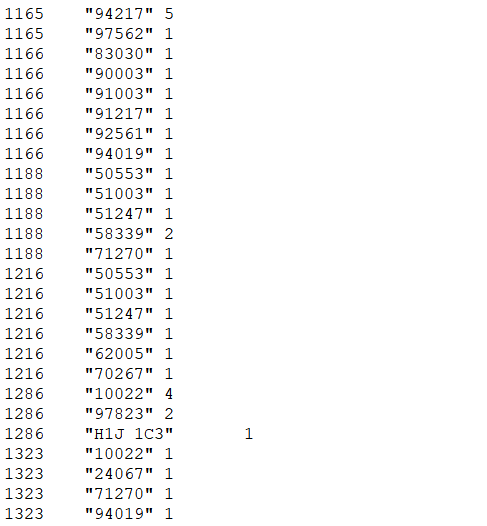 1165 "94217" 5
1165 "97562" 1
1166 "83030" 1
1166 "90003" 1
1166 "91003" 1
1166 "91217" 1
1166 "92561" 1
1166 "94019" 1
1188 "50553" 1
1188 "51003" 1
1188 "51247" 1
1188 "58339" 2
1188 "71270" 1
1216 "50553" 1
1216 "51003" 1
1216 "51247" 1
1216 "58339" 1
1216 "62005" 1
1216 "70267" 1
1286 "10022" 4
1286 "97823" 2
1286 "H1J 1C3" 1
1323 "10022" 1
1323 "24067" 1
1323 "71270" 1
1323 "94019" 1